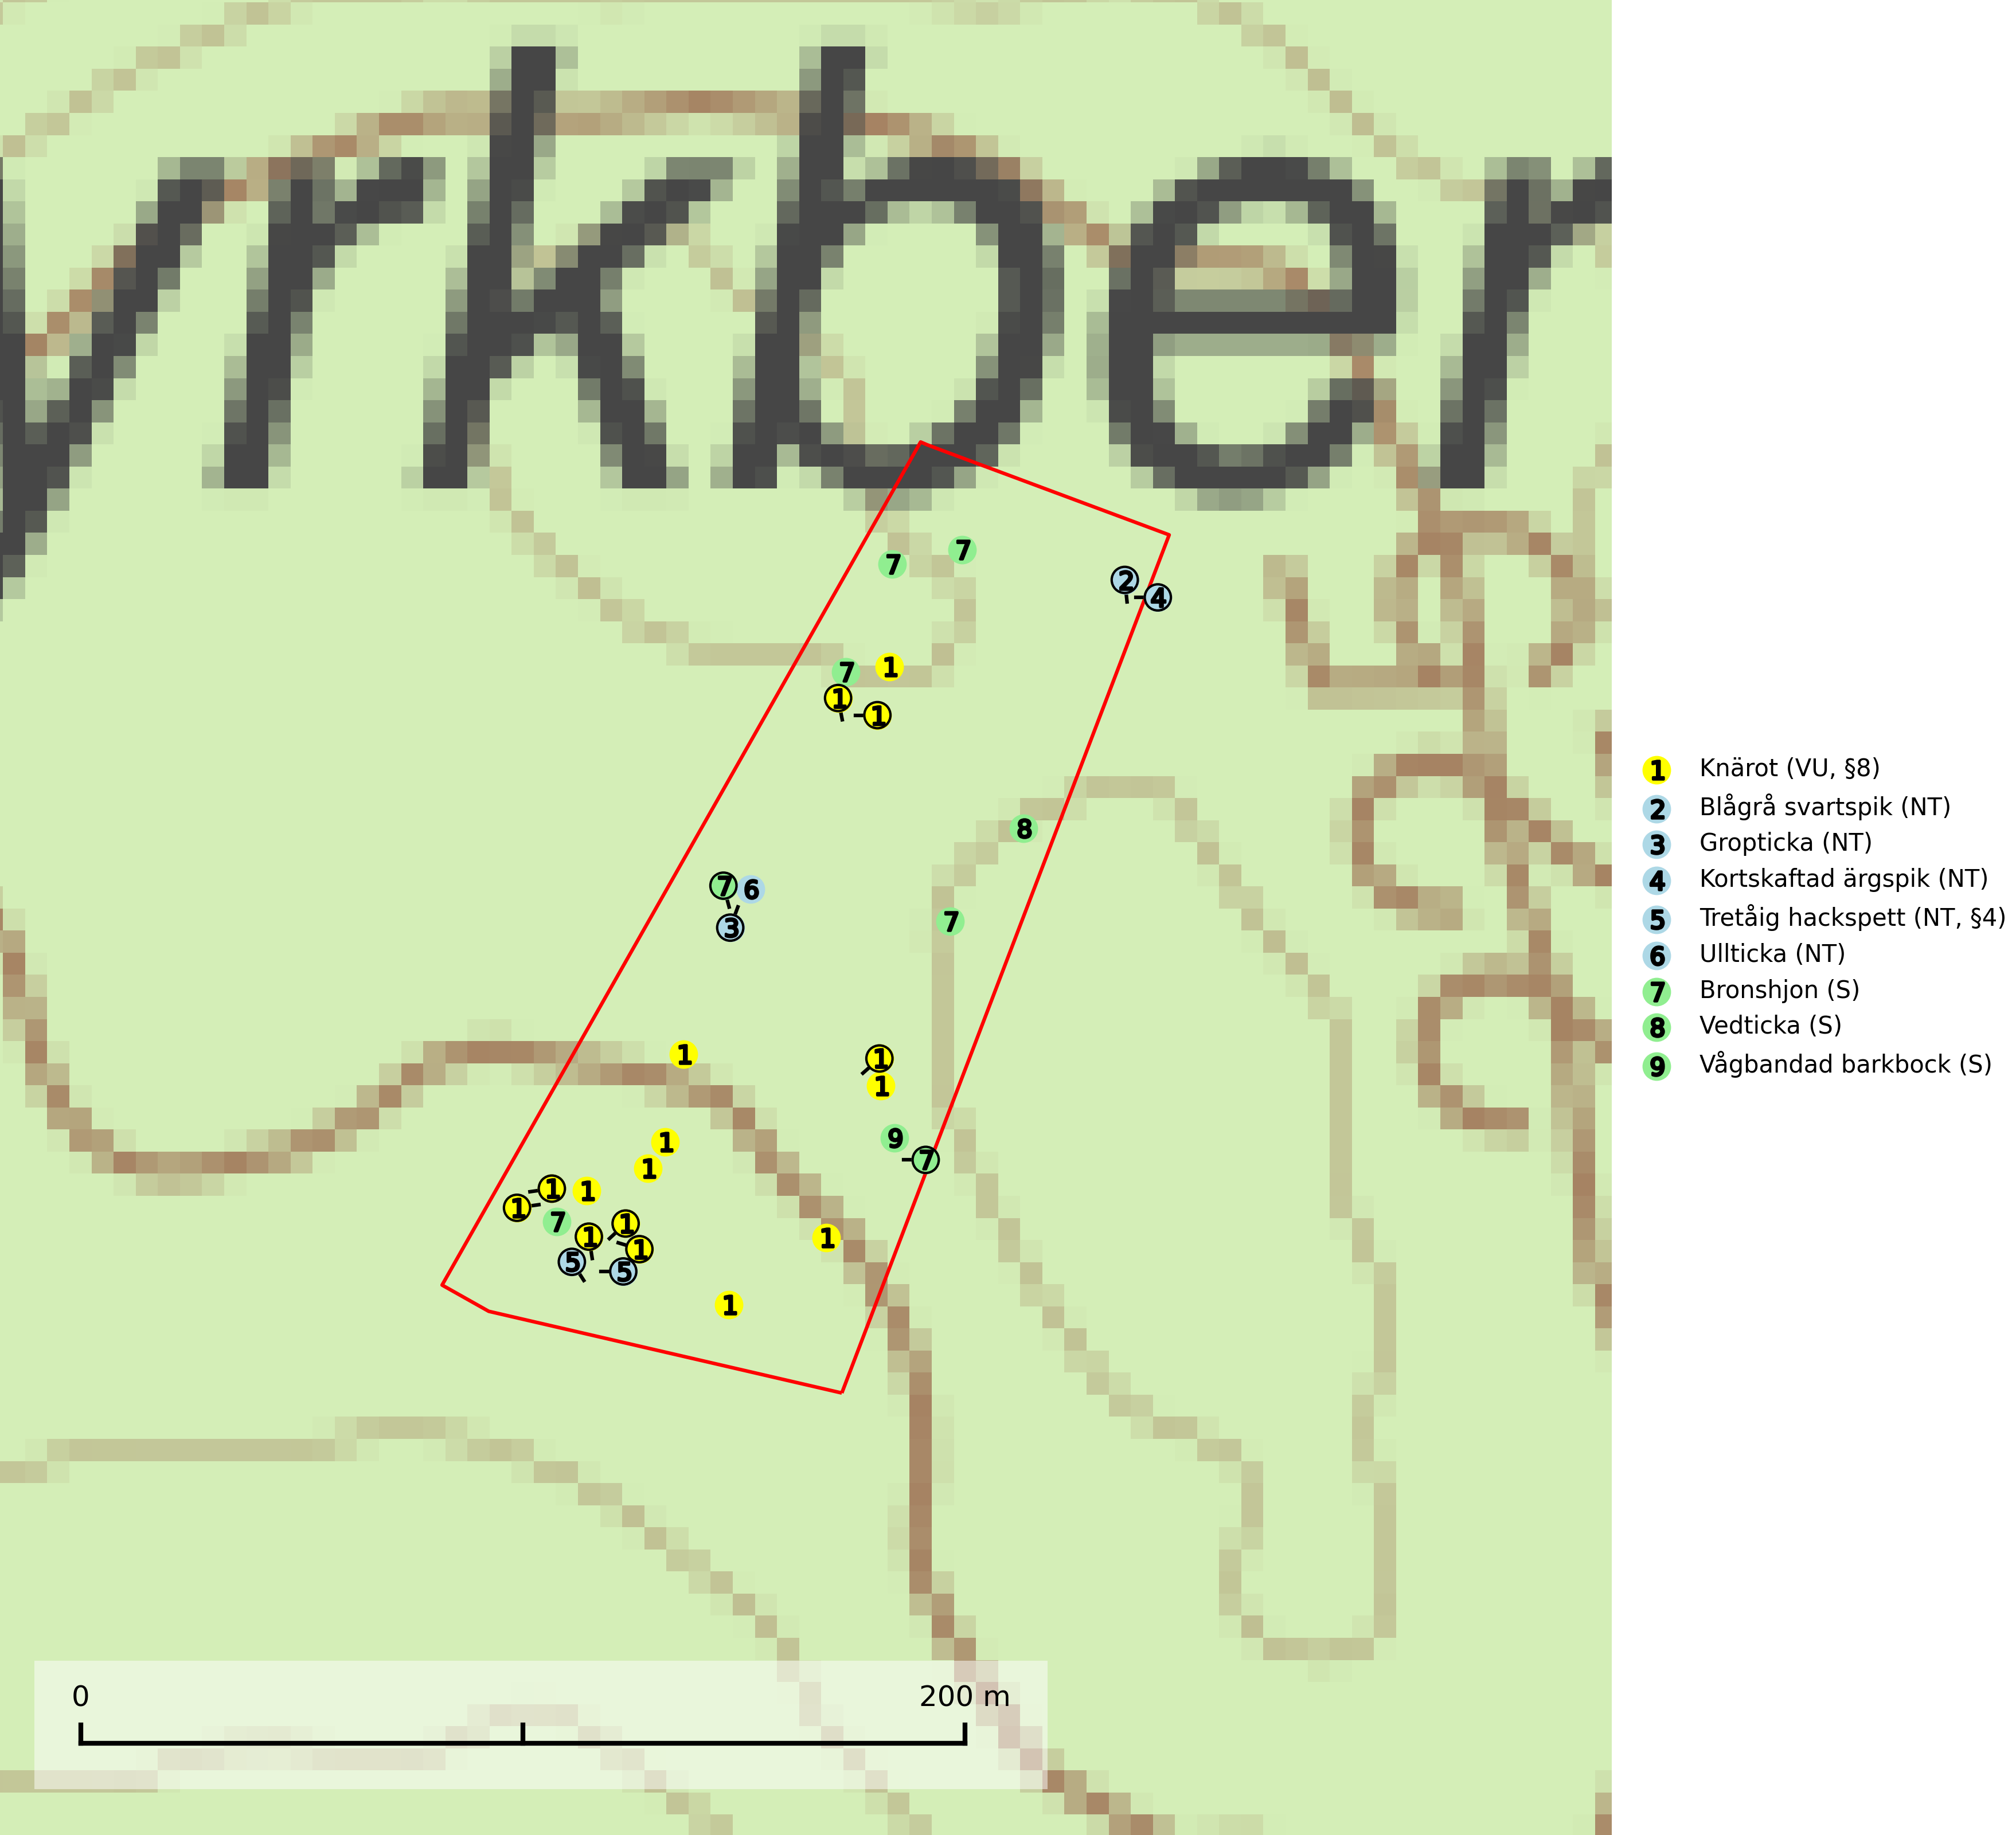 rkber
7
7
2
4
7
1
1
1
8
7
6
3
7
1
1
1
9
1
7
1
1
1
1
7
1
1
1
1
5
5
1
1 Knärot (VU, §8)
2 Blågrå svartspik (NT)
3 Gropticka (NT)
4 Kortskaftad ärgspik (NT)
5 Tretåig hackspett (NT, §4)
6 Ullticka (NT)
7 Bronshjon (S)
8 Vedticka (S)
9 Vågbandad barkbock (S)
0 200 m